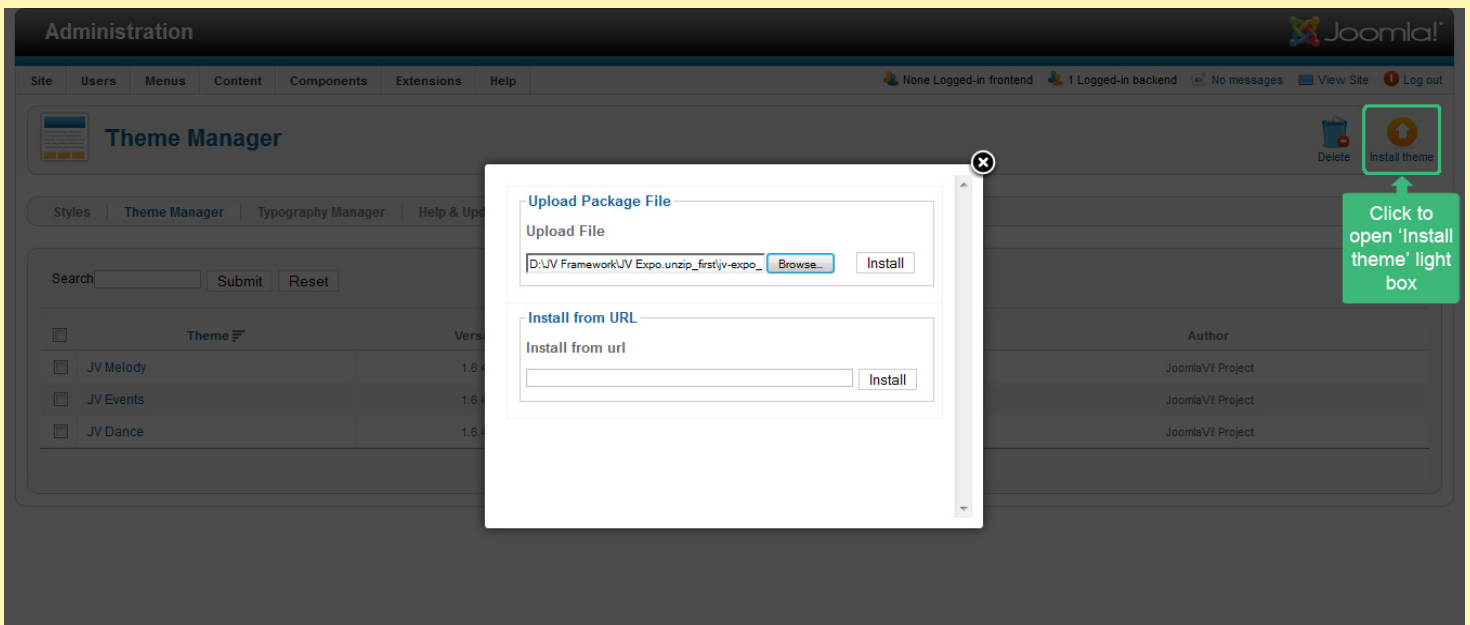 Administration
Joomla!
Site Users Menus Content Components Extensions Help
None Logged-in frontend 1 Logged-in backend No messages View Site Log out
Theme Manager
Delete Install theme
Click to
open ‘Install
theme’ light
box
Styles Theme Manager Typography Manager Help & Upd
Search Submit Reset
Theme Vers Author
JV Melody 1.6.4 JoomlaVi! Project
JV Events 1.6.4 JoomlaVi! Project
JV Dance 1.6.4 JoomlaVi! Project
Upload Package File
Upload File
D:\JV Framework\JV Expo.unzip_first\jv-expo_ Browse... Install
Install from URL
Install from url
Install